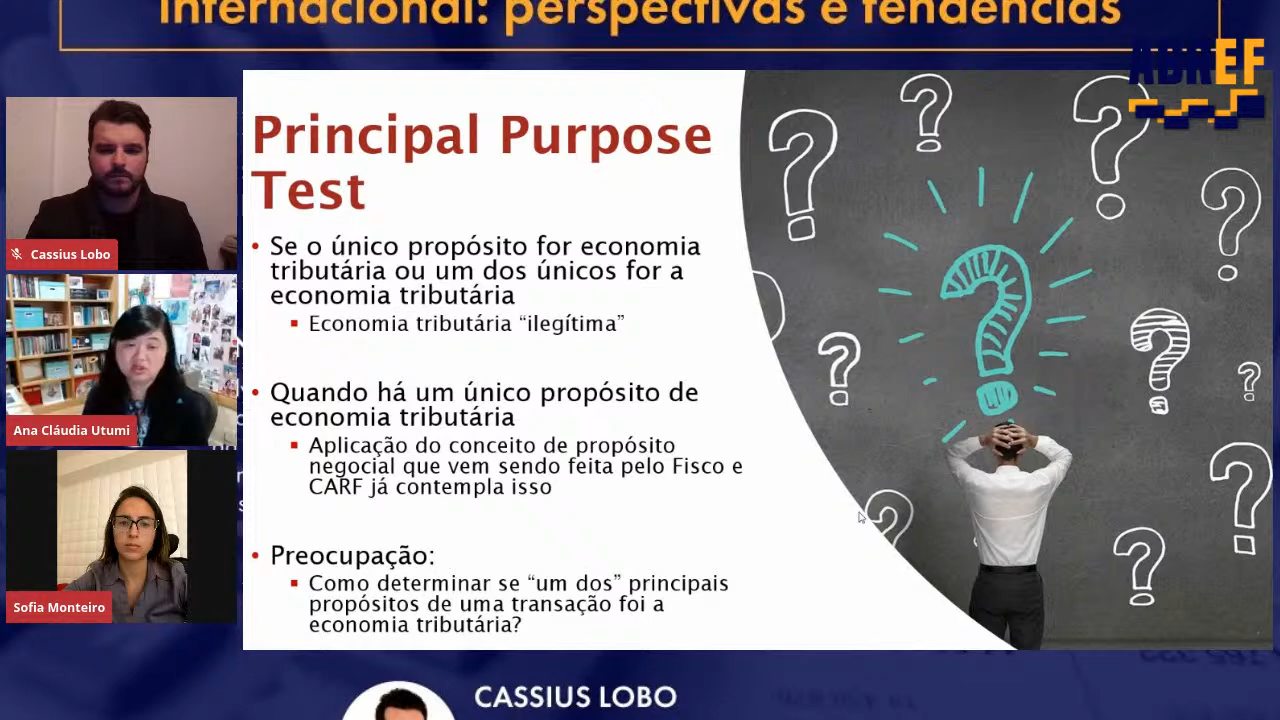 internacional: perspectivas e tendências
ABREF
Principal Purpose
Test
• Se o único propósito for economia
tributária ou um dos únicos for a
economia tributária
Economia tributária “ilegítima”
• Quando há um único propósito de
economia tributária
Aplicação do conceito de propósito
negocial que vem sendo feita pelo Fisco e
CARF já contempla isso
• Preocupação:
Como determinar se “um dos” principais
propósitos de uma transação foi a
economia tributária?
Cassius Lobo
Ana Cláudia Utumi
Sofia Monteiro
CASSIUS LOBO